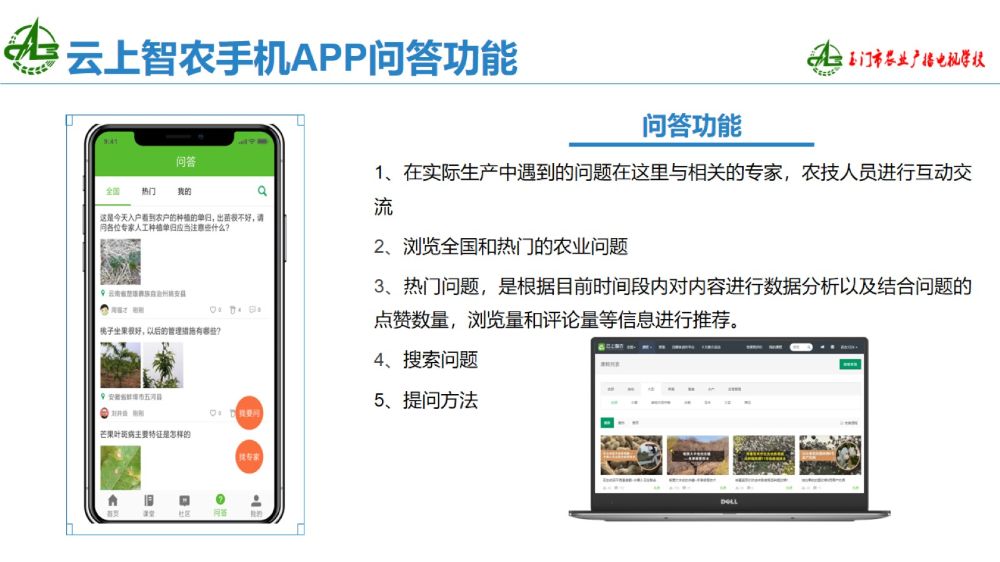 云上智农手机APP问答功能
玉门市农业广播电视学校
9:41
问答
全国 热门 我的
这是今天入户看到农户的种植的单归，出苗很不好，请
问各位专家人工种植单归应当注意些什么？
云南省楚雄彝族自治州姚安县
周福才 刚刚 0 4 0
桃子坐果很好，以后的管理措施有哪些？
安徽省蚌埠市五河县
刘井良 刚刚 0
我要问
芒果叶斑病主要特征是怎样的
找专家
首页 课堂 社区 问答 我的
问答功能
1、在实际生产中遇到的问题在这里与相关的专家，农技人员进行互动交
流
2、浏览全国和热门的农业问题
3、热门问题，是根据目前时间段内对内容进行数据分析以及结合问题的
点赞数量，浏览量和评论量等信息进行推荐。
4、搜索问题
5、提问方法
云上智农
课程列表
DELL